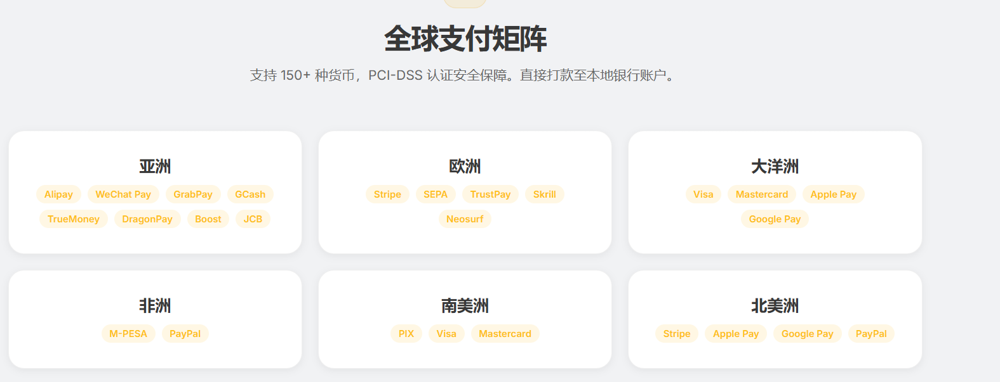 全球支付矩阵
支持 150+ 种货币，PCI-DSS 认证安全保障。直接打款至本地银行账户。
亚洲
Alipay WeChat Pay GrabPay GCash
TrueMoney DragonPay Boost JCB
欧洲
Stripe SEPA TrustPay Skrill
Neosurf
大洋洲
Visa Mastercard Apple Pay
Google Pay
非洲
M-PESA PayPal
南美洲
PIX Visa Mastercard
北美洲
Stripe Apple Pay Google Pay PayPal